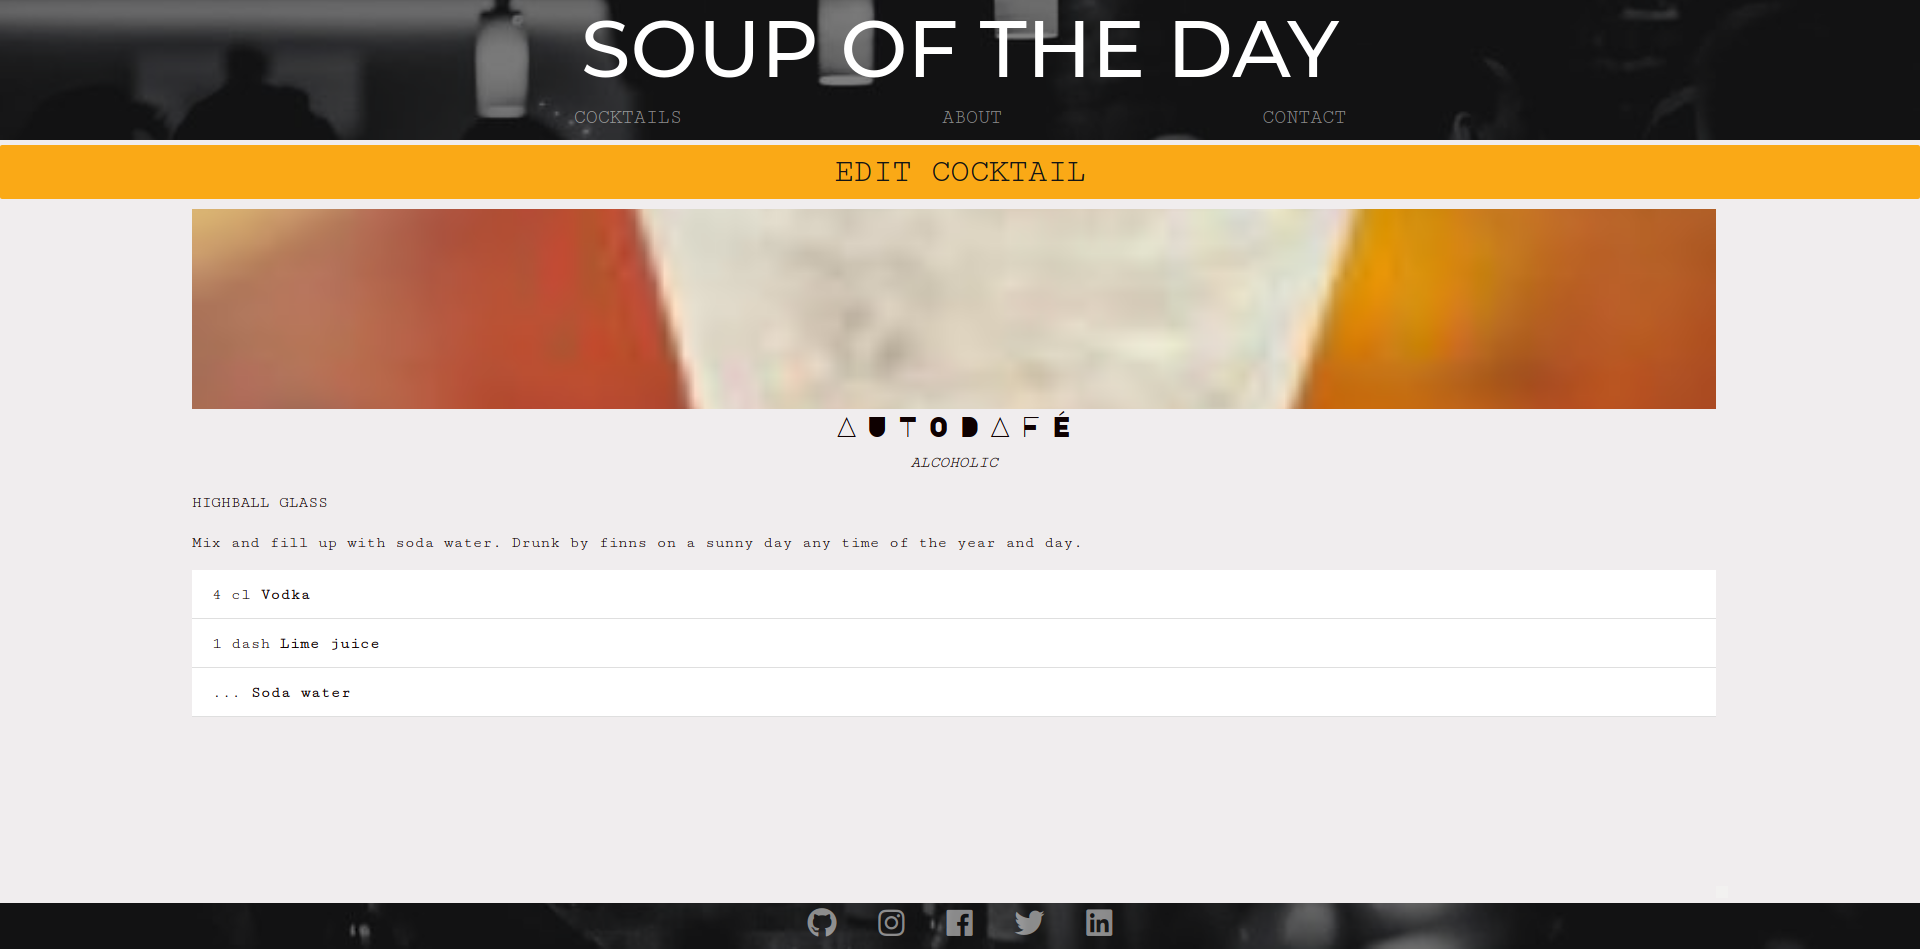 SOUP OF THE DAY
COCKTAILS ABOUT CONTACT
EDIT COCKTAIL
AUTODAFÉ
ALCOHOLIC
HIGHBALL GLASS
Mix and fill up with soda water. Drunk by finns on a sunny day any time of the year and day.
4 cl Vodka
1 dash Lime juice
... Soda water